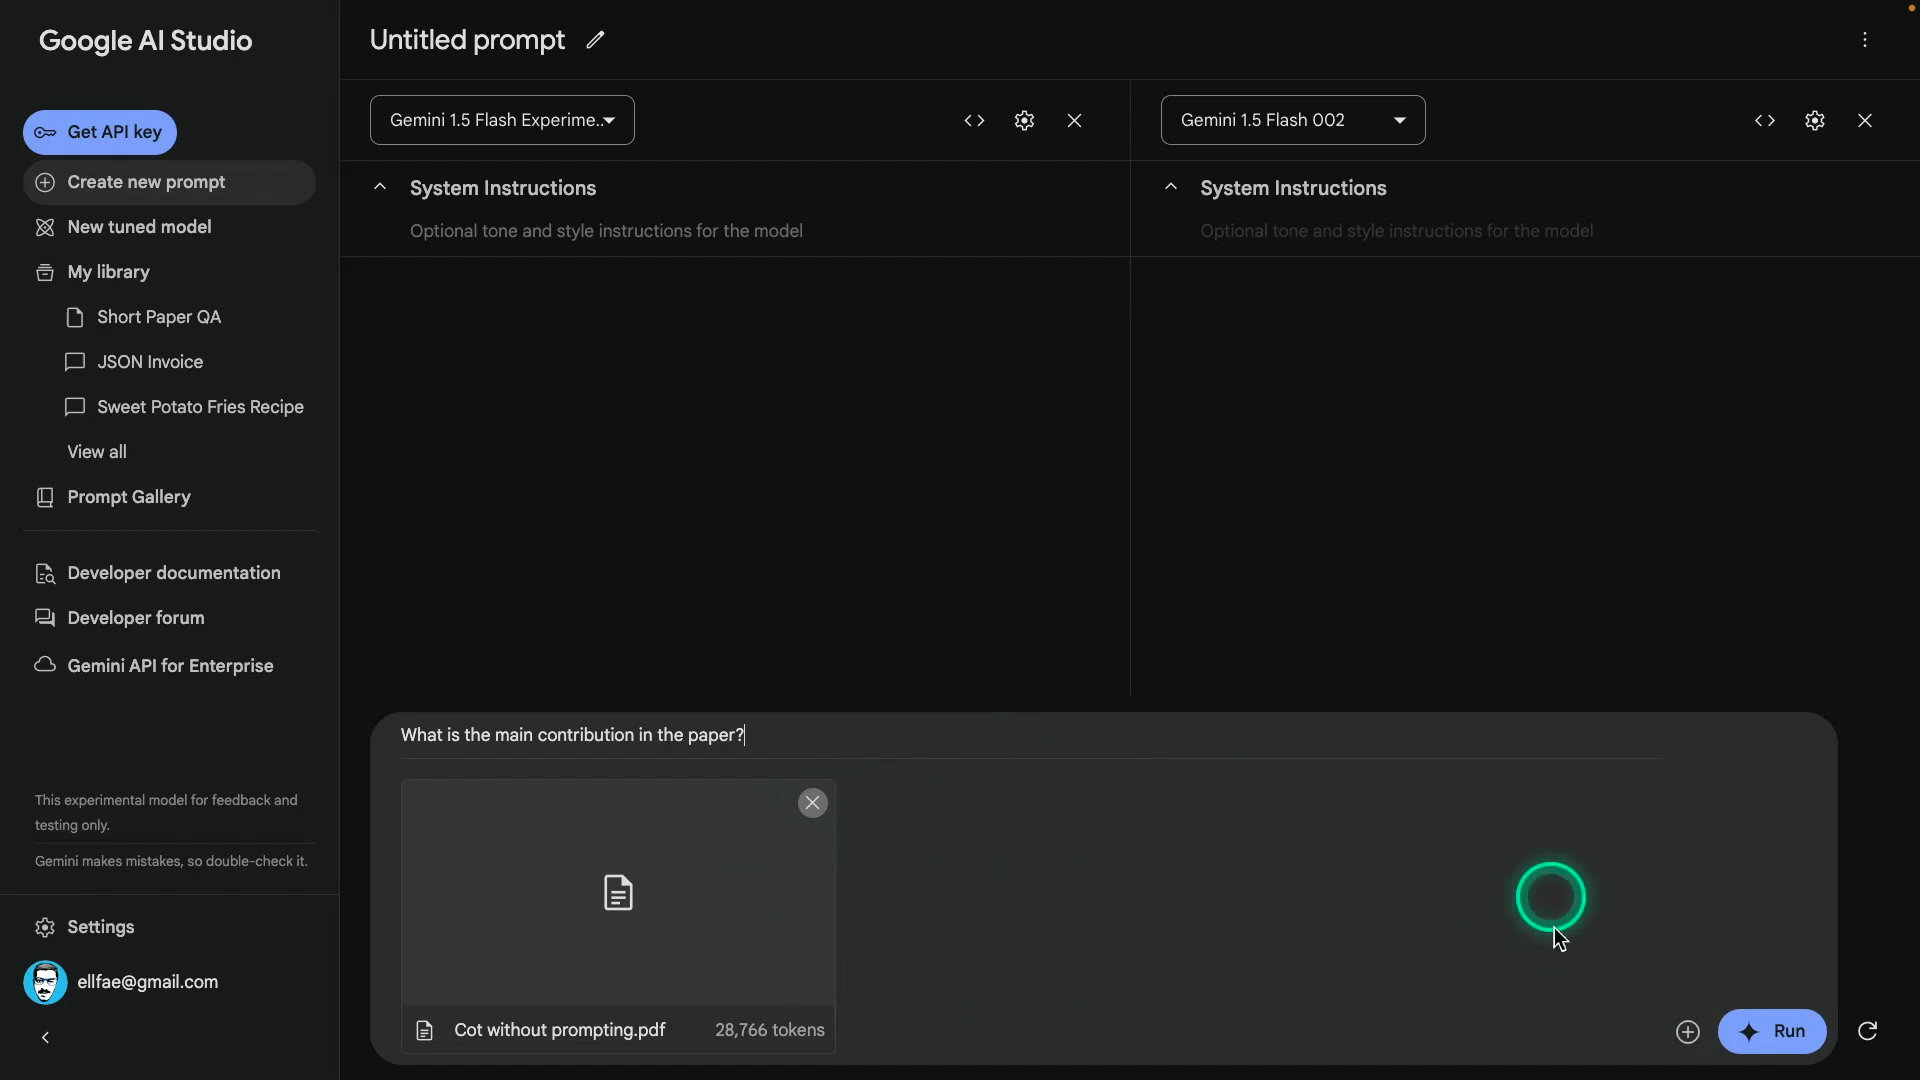 Google AI Studio
Get API key
Create new prompt
New tuned model
My library
Short Paper QA
JSON Invoice
Sweet Potato Fries Recipe
View all
Prompt Gallery
Developer documentation
Developer forum
Gemini API for Enterprise
This experimental model for feedback and
testing only.
Gemini makes mistakes, so double-check it.
Settings
ellfae@gmail.com
Untitled prompt
Gemini 1.5 Flash Experime..
System Instructions
Optional tone and style instructions for the model
Gemini 1.5 Flash 002
System Instructions
Optional tone and style instructions for the model
What is the main contribution in the paper?
Cot without prompting.pdf 28,766 tokens
Run